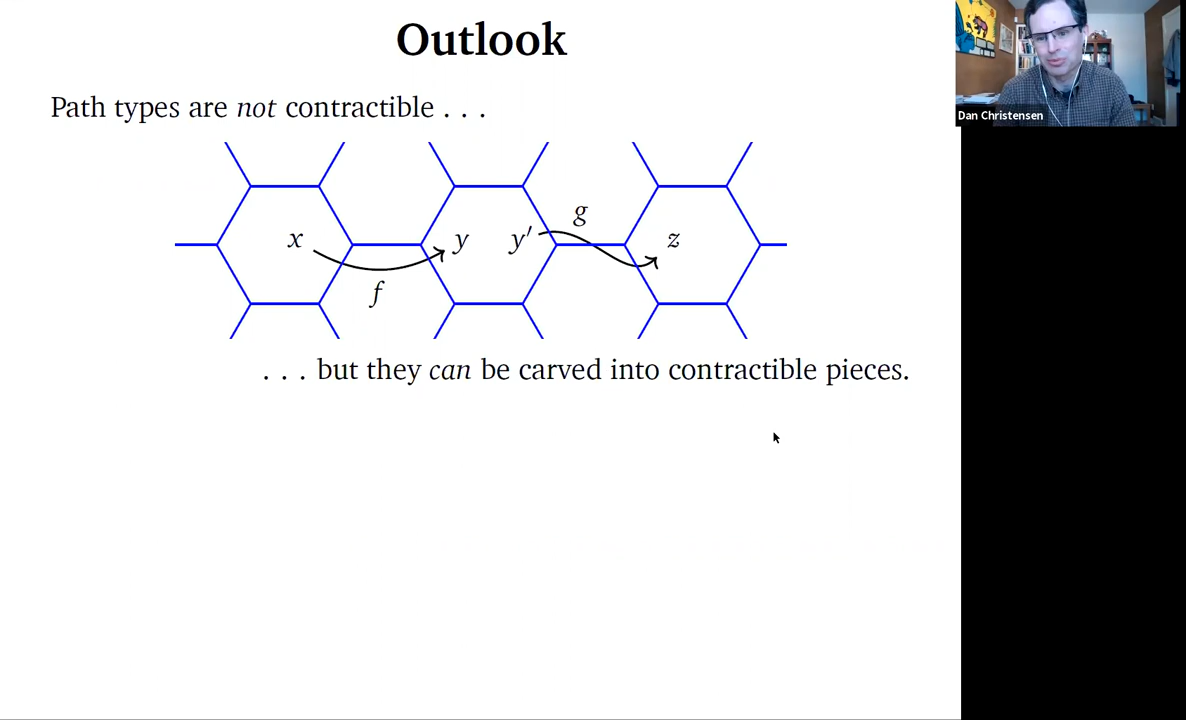 Outlook
Path types are not contractible . . .
x
f
y
y′
g
z
. . . but they can be carved into contractible pieces.
Dan Christensen